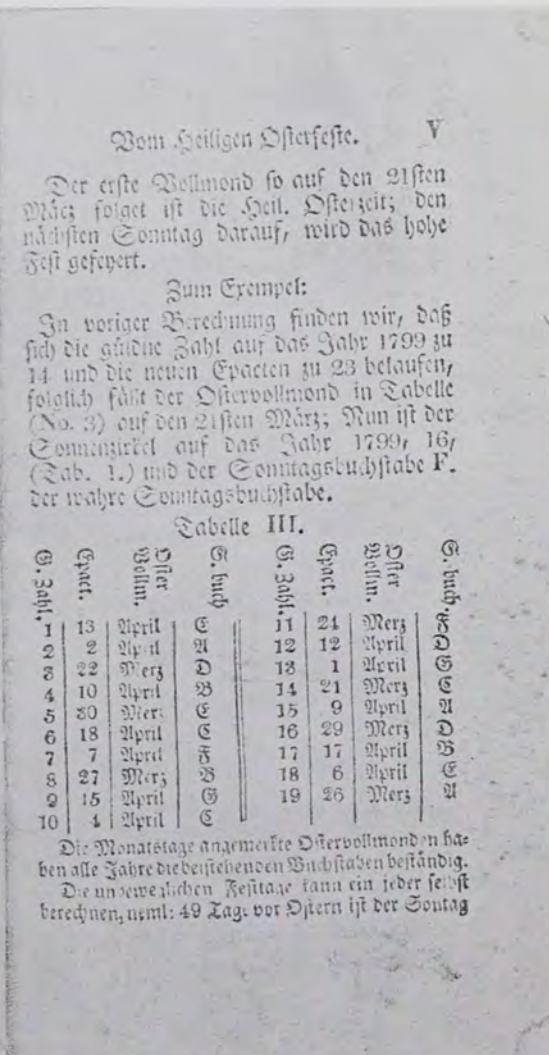 Vom Heiligen Osterfeste. V
Der erste Vollmond so auf den 21sten
März folget ist die Heil. Osterzeit; den
nächsten Sonntag darauf, wird das hohe
Fest gefeyert.
Zum Exempel:
In voriger Berechnung finden wir, daß
sich die güldne Zahl auf das Jahr 1799 zu
14 und die neuen Epacten zu 23 belaufen,
folglich fällt der Ostervollmond in Tabelle
(No. 3) auf den 21sten März; Nun ist der
Sonnenzirkel auf das Jahr 1799, 16,
(Tab. 1.) und der Sonntagsbuchstabe F.
der wahre Sonntagsbuchstabe.
Tabelle III.
G. Zahl. Epact. Oster Vollm. S. buch G. Zahl. Epact. Oster Vollm. S. buch
1 13 April E 11 24 Merz F
2 2 April A 12 12 April D
3 22 Merz D 13 1 April G
4 10 April B 14 21 Merz C
5 30 Merz E 15 9 April A
6 18 April C 16 29 Merz D
7 7 April F 17 17 April B
8 27 Merz B 18 6 April E
9 15 April G 19 26 Merz A
10 4 April C
Die Monatstage angemerkte Ostervollmonden ha-
ben alle Jahre die beistehenden Buchstaben beständig.
Die unbeweglichen Festtage kann ein jeder selbst
berechnen, neml: 49 Tage vor Ostern ist der Sontag